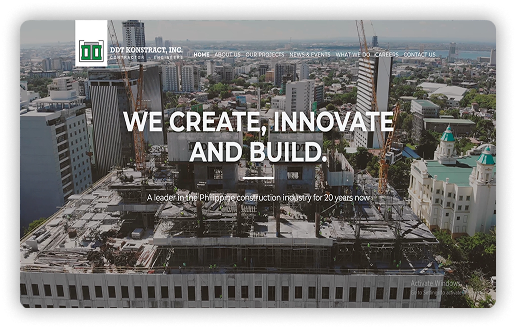 DDT KONSTRACT, INC.
CONTRACTOR - ENGINEERS
HOME ABOUT US OUR PROJECTS NEWS & EVENTS WHAT WE DO CAREERS CONTACT US
WE CREATE, INNOVATE
AND BUILD.
A leader in the Philippine construction industry for 20 years now
Activate Windows
Go to Settings to activate